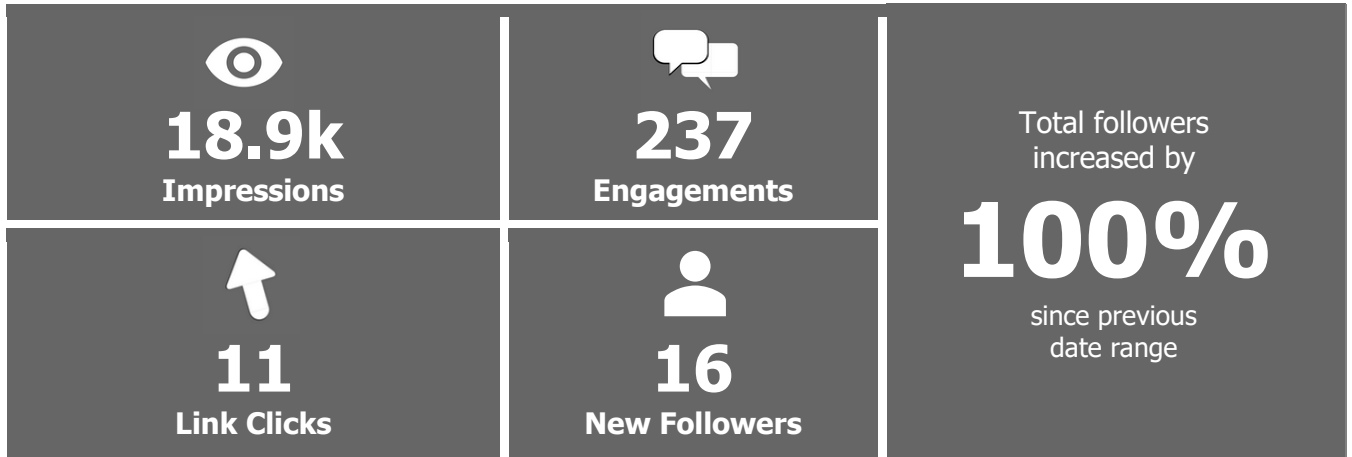 18.9k
Impressions
237
Engagements
11
Link Clicks
16
New Followers
Total followers
increased by
100%
since previous
date range